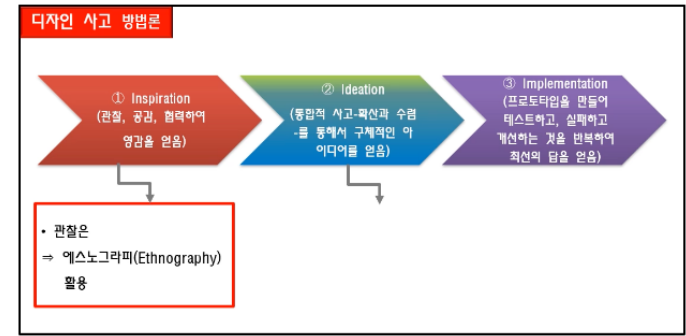 디자인 사고 방법론
① Inspiration
(관찰, 공감, 협력하여
영감을 얻음)
② Ideation
(통합적 사고-확산과 수렴
-를 통해서 구체적인 아
이디어를 얻음)
③ Implementation
(프로토타입을 만들어
테스트하고, 실패하고
개선하는 것을 반복하여
최선의 답을 얻음)
• 관찰은
⇒ 에스노그라피(Ethnography)
활용